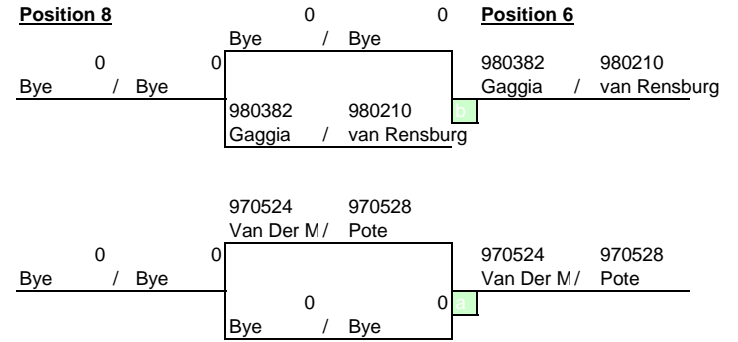 Position 8 0 0 Position 6
Bye / Bye
0 0 980382 980210
Bye / Bye Gaggia / van Rensburg
980382 980210 b
Gaggia / van Rensburg
970524 970528
Van Der M / Pote
0 0 970524 970528
Bye / Bye Van Der M / Pote
0 0 a
Bye / Bye